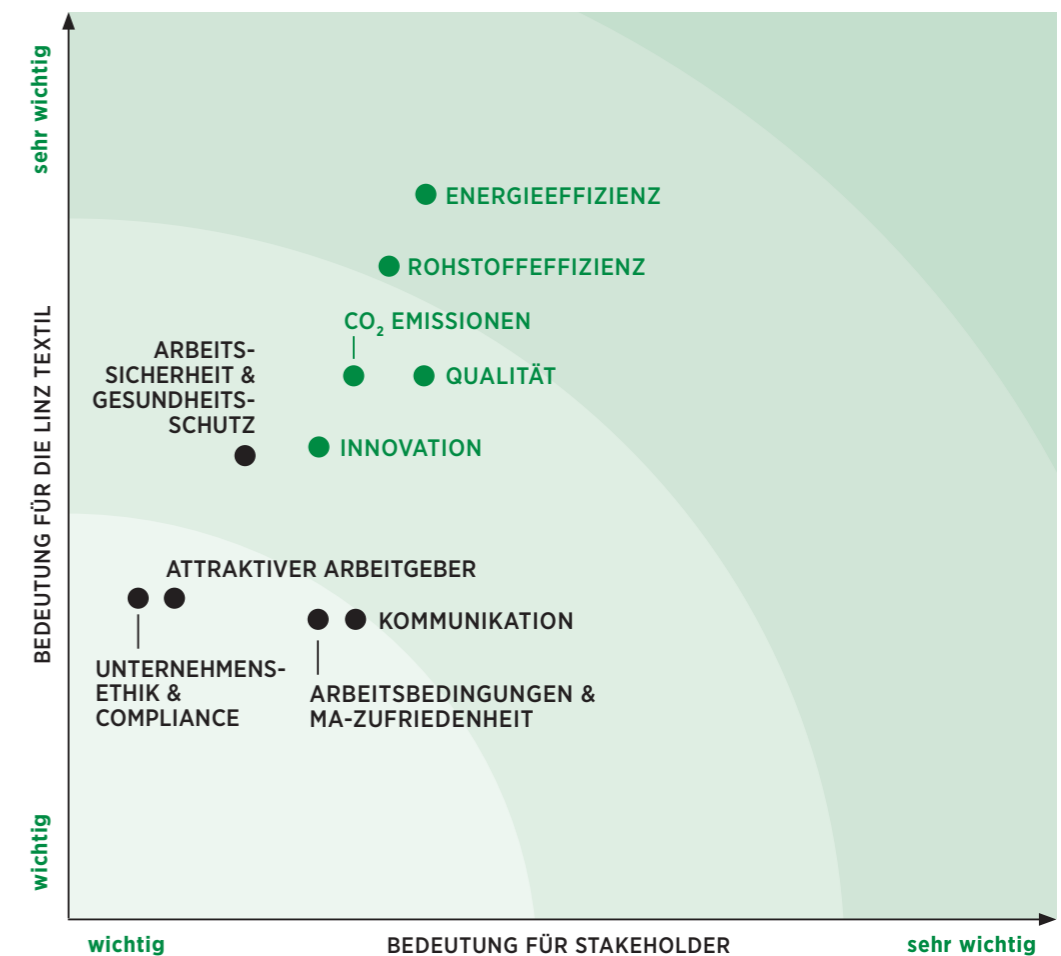 sehr wichtig
BEDEUTUNG FÜR DIE LINZ TEXTIL
wichtig
ENERGIEEFFIZIENZ
ROHSTOFFEFFIZIENZ
CO₂ EMISSIONEN
ARBEITS-
SICHERHEIT &
GESUNDHEITS-
SCHUTZ
QUALITÄT
INNOVATION
ATTRAKTIVER ARBEITGEBER
KOMMUNIKATION
UNTERNEHMENS-
ETHIK &
COMPLIANCE
ARBEITSBEDINGUNGEN &
MA-ZUFRIEDENHEIT
wichtig
BEDEUTUNG FÜR STAKEHOLDER
sehr wichtig